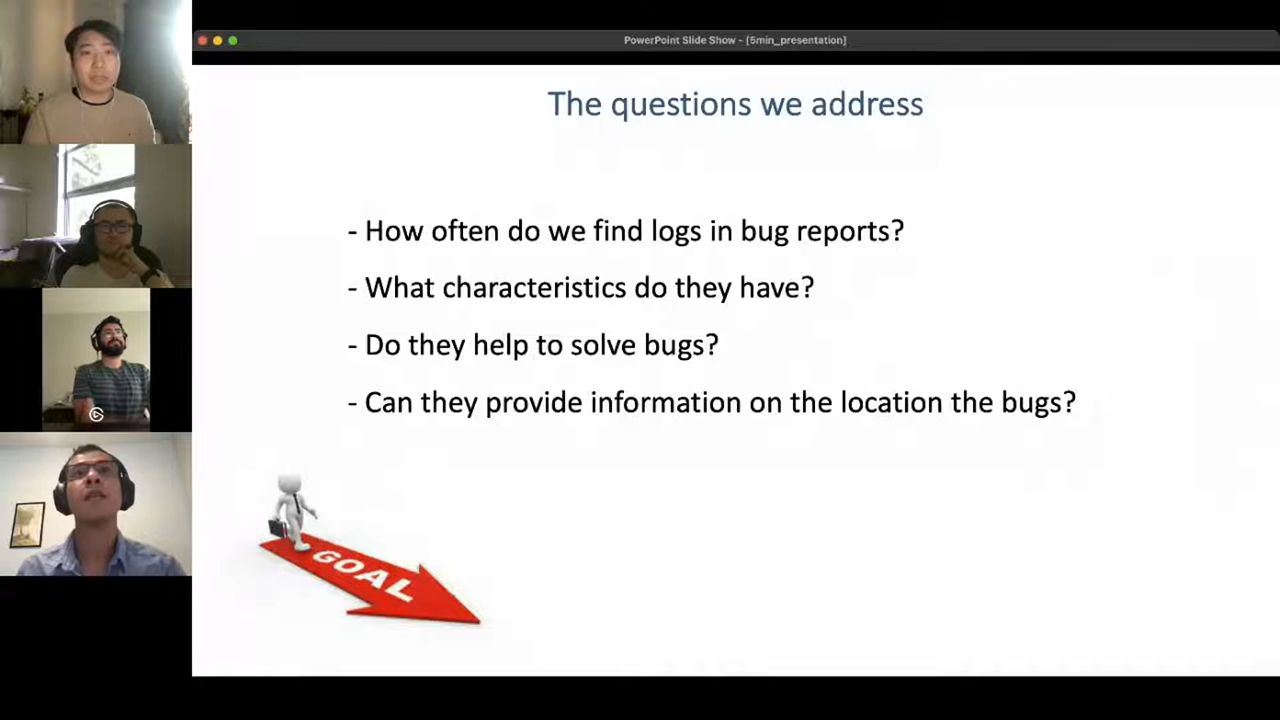 PowerPoint Slide Show - [5min_presentation]
The questions we address
- How often do we find logs in bug reports?
- What characteristics do they have?
- Do they help to solve bugs?
- Can they provide information on the location the bugs?
GOAL